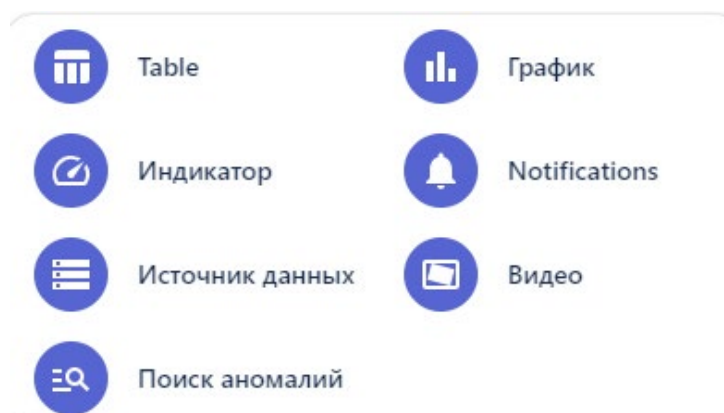 Table
График
Индикатор
Notifications
Источник данных
Видео
Поиск аномалий